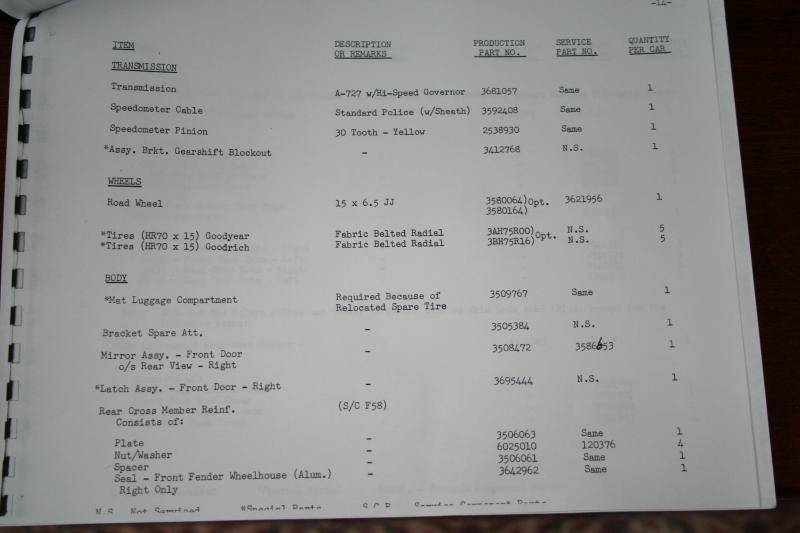 -14-
ITEM DESCRIPTION OR REMARKS PRODUCTION PART NO. SERVICE PART NO. QUANTITY PER CAR
TRANSMISSION
Transmission A-727 w/Hi-Speed Governor 3681057 Same 1
Speedometer Cable Standard Police (w/Sheath) 3592408 Same 1
Speedometer Pinion 30 Tooth - Yellow 2538930 Same 1
*Assy. Brkt. Gearshift Blockout - 3412768 N.S. 1
WHEELS
Road Wheel 15 x 6.5 JJ 3580064)Opt. 3621956 1
3580164)
*Tires (HR70 x 15) Goodyear Fabric Belted Radial 3AH75R00)Opt. N.S. 5
*Tires (HR70 x 15) Goodrich Fabric Belted Radial 3BH75R16) N.S. 5
BODY
*Mat Luggage Compartment Required Because of 3509767 Same 1
Relocated Spare Tire
Bracket Spare Att. - 3505384 N.S. 1
Mirror Assy. - Front Door - 3508472 3586653 1
o/s Rear View - Right
*Latch Assy. - Front Door - Right - 3695444 N.S. 1
Rear Cross Member Reinf. (S/C F58)
Consists of:
Plate - 3506063 Same 1
Nut/Washer - 6025010 120376 4
Spacer - 3506061 Same 1
Seal - Front Fender Wheelhouse (Alum.) - 3642962 Same 1
Right Only
N.S. Not Serviced *Special Parts S.C.P. Service Component Parts